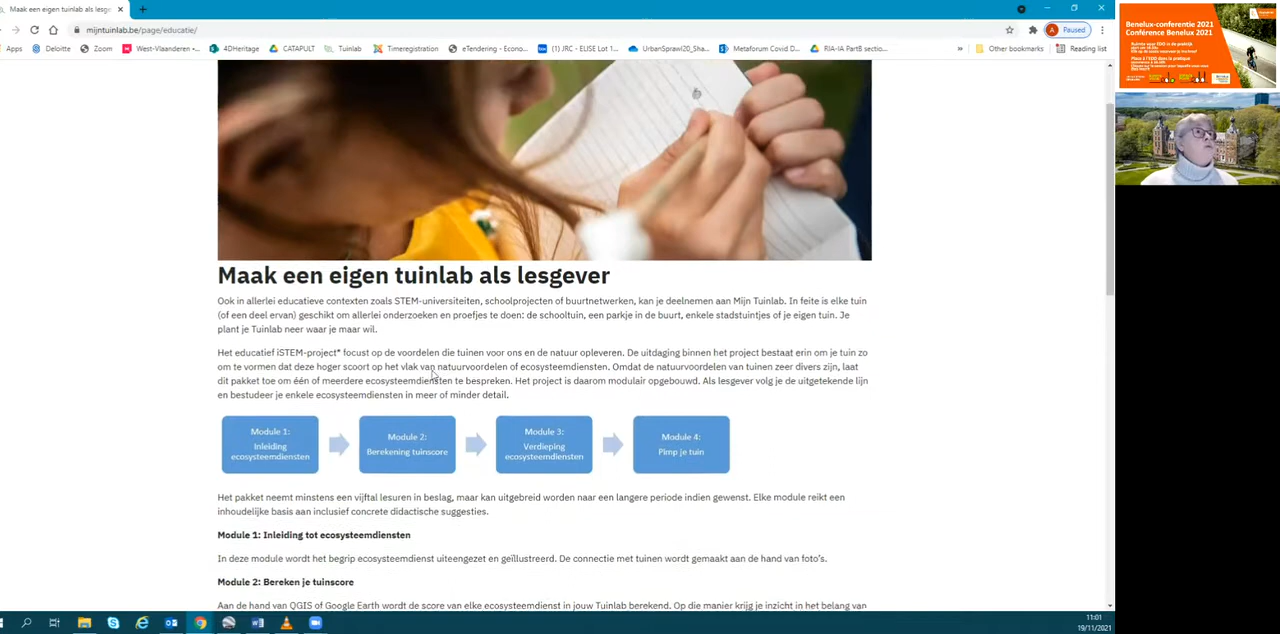 Maak een eigen tuinlab als lesge
Paused
mijntuinlab.be/page/educatie/
Apps Deloitte Zoom West-Vlaanderen •... 4DHeritage CATAPULT Tuinlab Timeregistration eTendering - Econo... (1) JRC - ELISE Lot 1... UrbanSprawl20_Sha... Metaforum Covid D... RIA-IA PartB sectio... » Other bookmarks Reading list
Maak een eigen tuinlab als lesgever
Ook in allerlei educatieve contexten zoals STEM-universiteiten, schoolprojecten of buurtnetwerken, kan je deelnemen aan Mijn Tuinlab. In feite is elke tuin
(of een deel ervan) geschikt om allerlei onderzoeken en proefjes te doen: de schooltuin, een parkje in de buurt, enkele stadstuintjes of je eigen tuin. Je
plant je Tuinlab neer waar je maar wil.
Het educatief iSTEM-project* focust op de voordelen die tuinen voor ons en de natuur opleveren. De uitdaging binnen het project bestaat erin om je tuin zo
om te vormen dat deze hoger scoort op het vlak van natuurvoordelen of ecosysteemdiensten. Omdat de natuurvoordelen van tuinen zeer divers zijn, laat
dit pakket toe om één of meerdere ecosysteemdiensten te bespreken. Het project is daarom modulair opgebouwd. Als lesgever volg je de uitgetekende lijn
en bestudeer je enkele ecosysteemdiensten in meer of minder detail.
Module 1:
Inleiding
ecosysteemdiensten
Module 2:
Berekening tuinscore
Module 3:
Verdieping
ecosysteemdiensten
Module 4:
Pimp je tuin
Het pakket neemt minstens een vijftal lesuren in beslag, maar kan uitgebreid worden naar een langere periode indien gewenst. Elke module reikt een
inhoudelijke basis aan inclusief concrete didactische suggesties.
Module 1: Inleiding tot ecosysteemdiensten
In deze module wordt het begrip ecosysteemdienst uiteengezet en geïllustreerd. De connectie met tuinen wordt gemaakt aan de hand van foto's.
Module 2: Bereken je tuinscore
Aan de hand van QGIS of Google Earth wordt de score van elke ecosysteemdienst in jouw Tuinlab berekend. Op die manier krijg je inzicht in het belang van
11:01
19/11/2021
Benelux-conferentie 2021
Conférence Benelux 2021